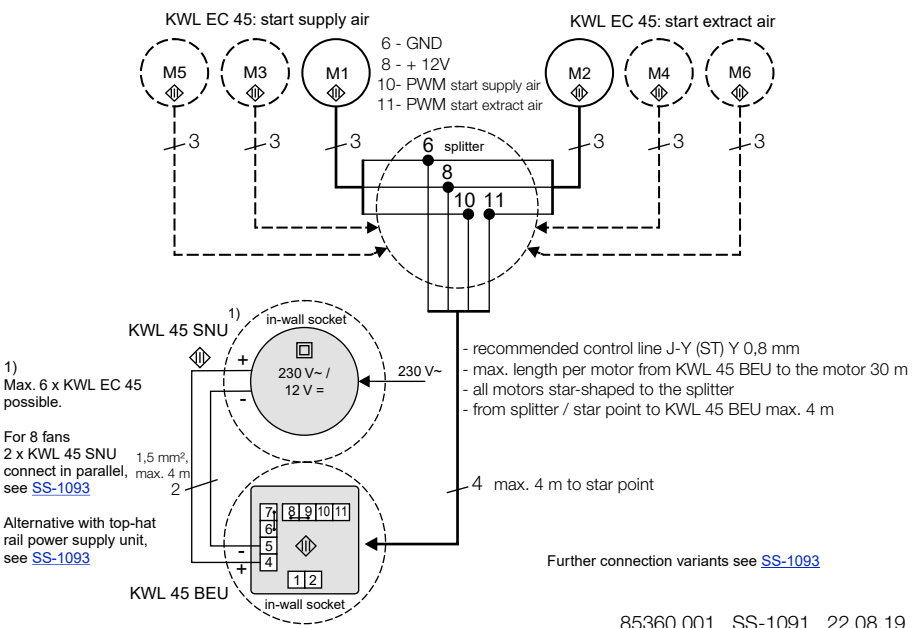 KWL EC 45: start supply air
KWL EC 45: start extract air
M5
M3
M1
M2
M4
M6
6 - GND
8 - + 12V
10- PWM start supply air
11- PWM start extract air
3
3
3
3
3
3
6 splitter
8
10 11
KWL 45 SNU
1)
in-wall socket
+
-
230 V~ /
12 V =
230 V~
- recommended control line J-Y (ST) Y 0,8 mm
- max. length per motor from KWL 45 BEU to the motor 30 m
- all motors star-shaped to the splitter
- from splitter / star point to KWL 45 BEU max. 4 m
1)
Max. 6 x KWL EC 45
possible.
For 8 fans
2 x KWL 45 SNU
connect in parallel,
see SS-1093
Alternative with top-hat
rail power supply unit,
see SS-1093
1,5 mm²,
max. 4 m
2
4 max. 4 m to star point
7
8 9 10 11
6
5
4
-
+
1 2
KWL 45 BEU
in-wall socket
Further connection variants see SS-1093
85360.001 SS-1091 22.08.19